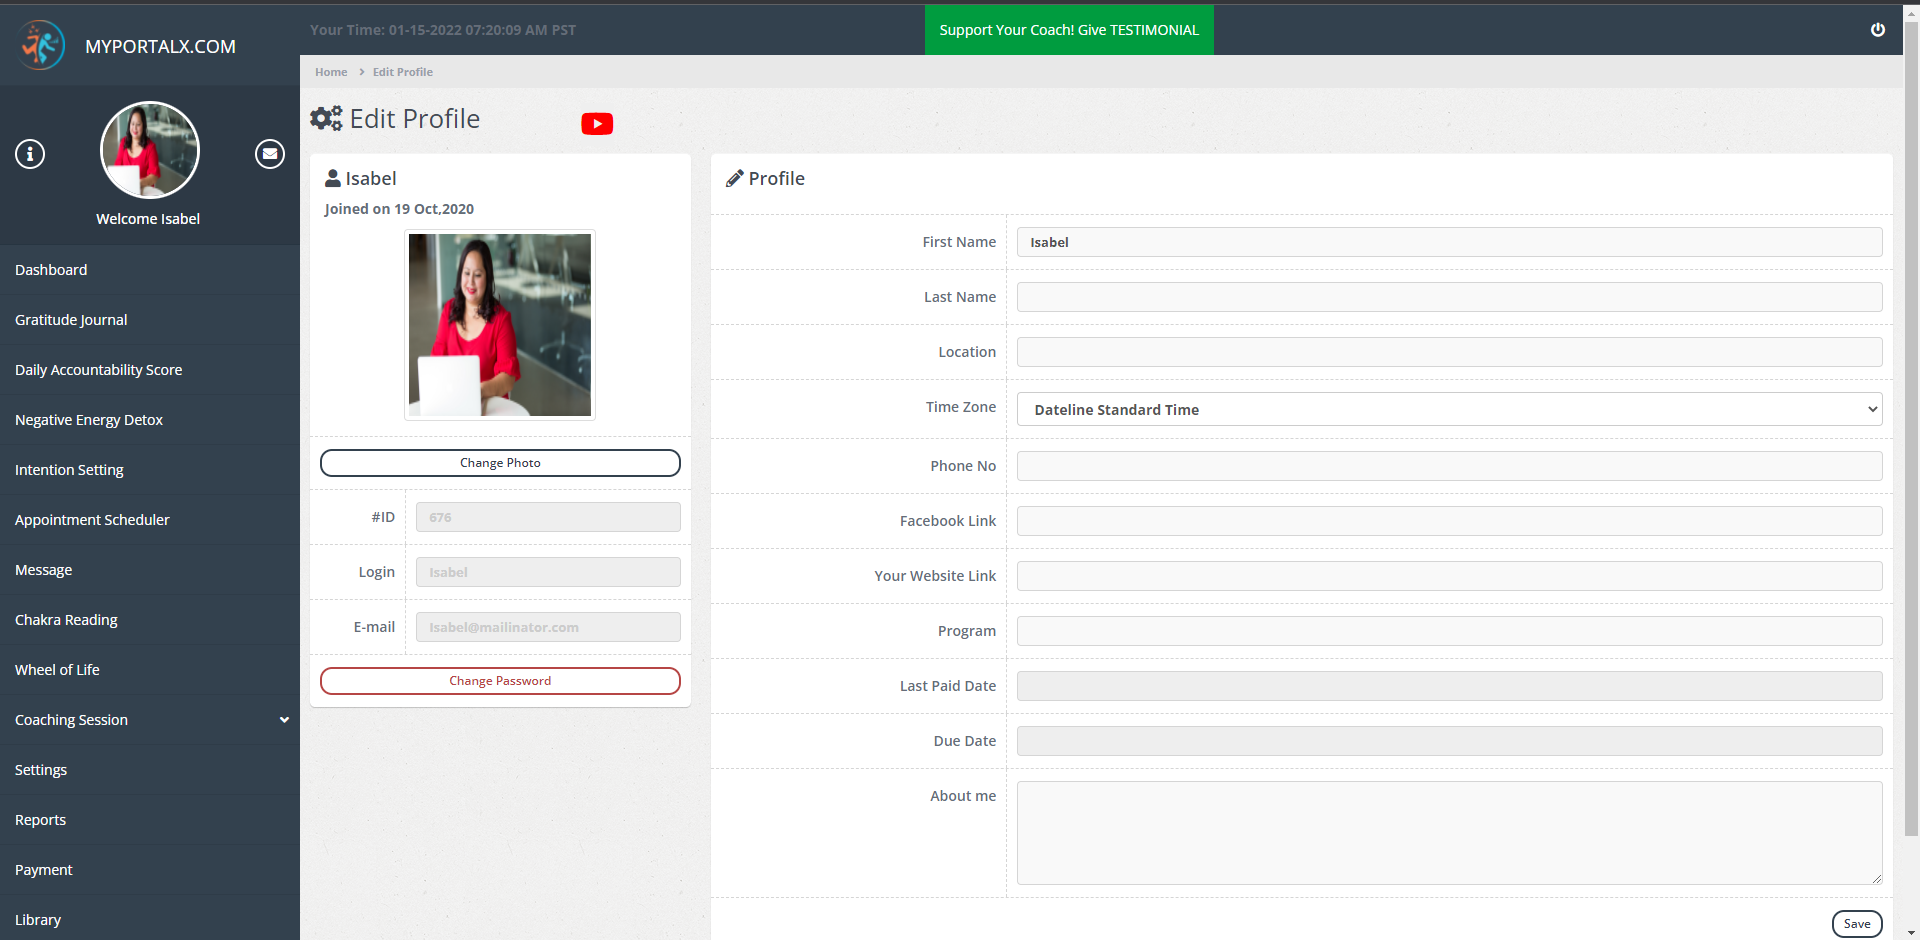 MYPORTALX.COM
Your Time: 01-15-2022 07:20:09 AM PST
Support Your Coach! Give TESTIMONIAL
Home
Edit Profile
Welcome Isabel
Dashboard
Gratitude Journal
Daily Accountability Score
Negative Energy Detox
Intention Setting
Appointment Scheduler
Message
Chakra Reading
Wheel of Life
Coaching Session
Settings
Reports
Payment
Library
Edit Profile
Isabel
Joined on 19 Oct,2020
Change Photo
#ID 676
Login Isabel
E-mail Isabel@mailinator.com
Change Password
Profile
First Name Isabel
Last Name
Location
Time Zone Dateline Standard Time
Phone No
Facebook Link
Your Website Link
Program
Last Paid Date
Due Date
About me
Save